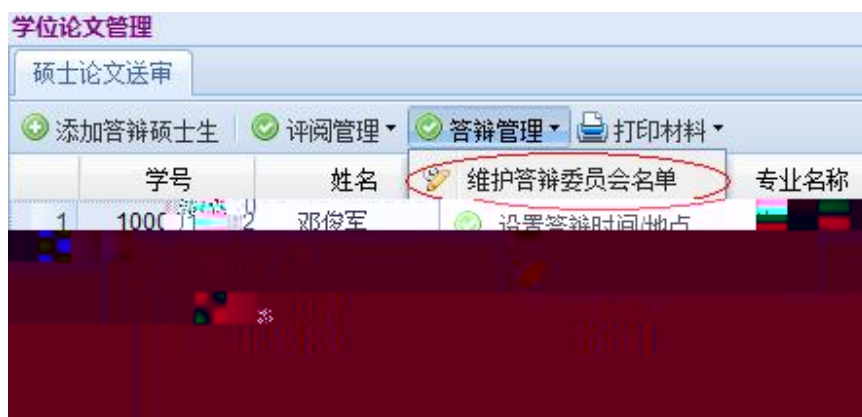 学位论文管理
硕士论文送审
添加答辩硕士生 评阅管理 答辩管理 打印材料
学号 姓名 维护答辩委员会名单 专业名称
1 邓俊军 设置答辩时间/地点